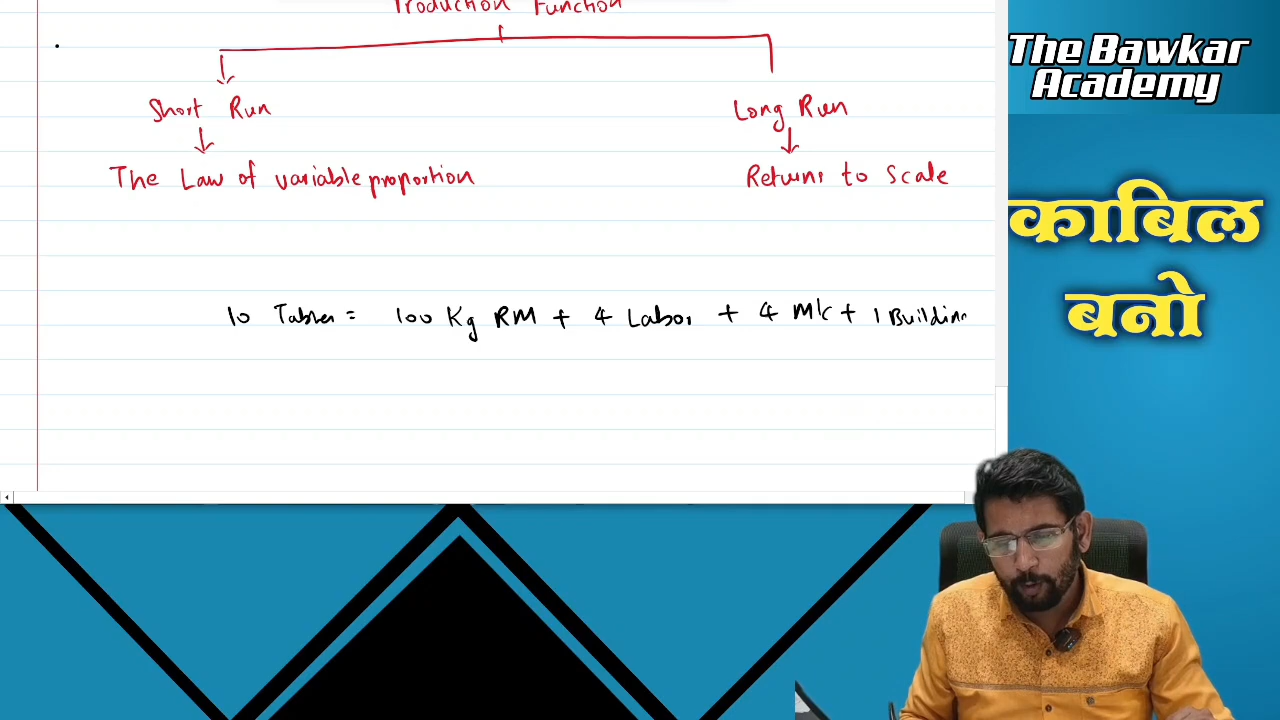 Production Function
Short Run
Long Run
The Law of variable proportion
Returns to Scale
10 Tables = 100 Kg RM + 4 Labor + 4 M/c + 1 Building
The Bawkar
Academy
काबिल
बनो